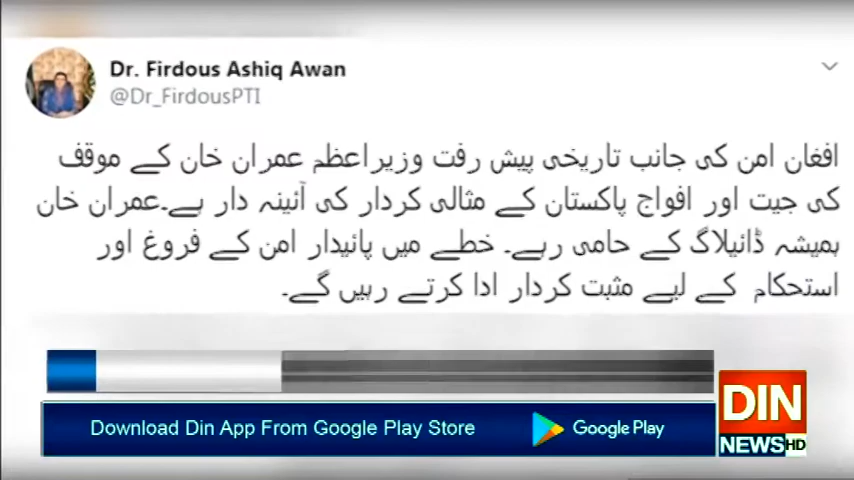 Dr. Firdous Ashiq Awan
@Dr_FirdousPTI
افغان امن کی جانب تاریخی پیش رفت وزیراعظم عمران خان کے موقف
کی جیت اور افواج پاکستان کے مثالی کردار کی آئینہ دار ہے۔عمران خان
ہمیشہ ڈائیلاگ کے حامی رہے۔ خطے میں پائیدار امن کے فروغ اور
استحکام کے لیے مثبت کردار ادا کرتے رہیں گے۔
Download Din App From Google Play Store
Google Play
DIN
NEWS HD